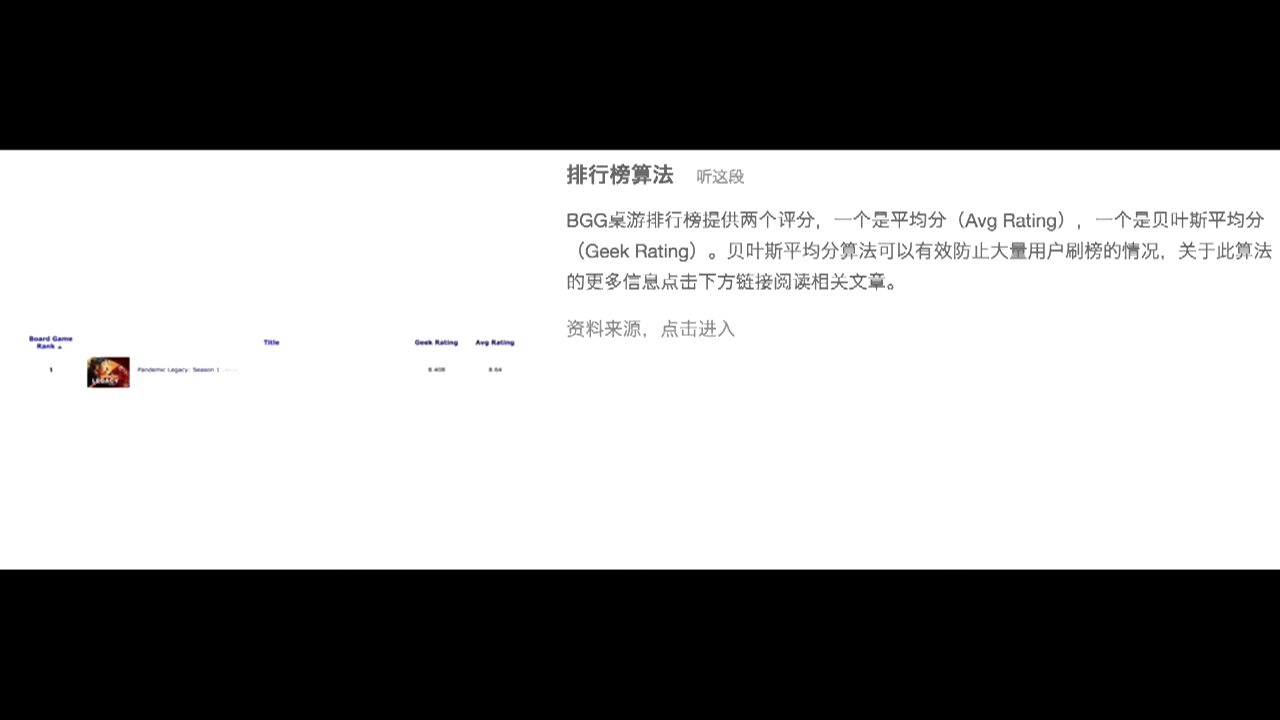 排行榜算法 听这段
BGG桌游排行榜提供两个评分，一个是平均分（Avg Rating），一个是贝叶斯平均分
（Geek Rating）。贝叶斯平均分算法可以有效防止大量用户刷榜的情况，关于此算法
的更多信息点击下方链接阅读相关文章。
资料来源，点击进入
Board Game
Rank Title Geek Rating Avg Rating
1 LEGACY Pandemic Legacy: Season 1 8.408 8.64